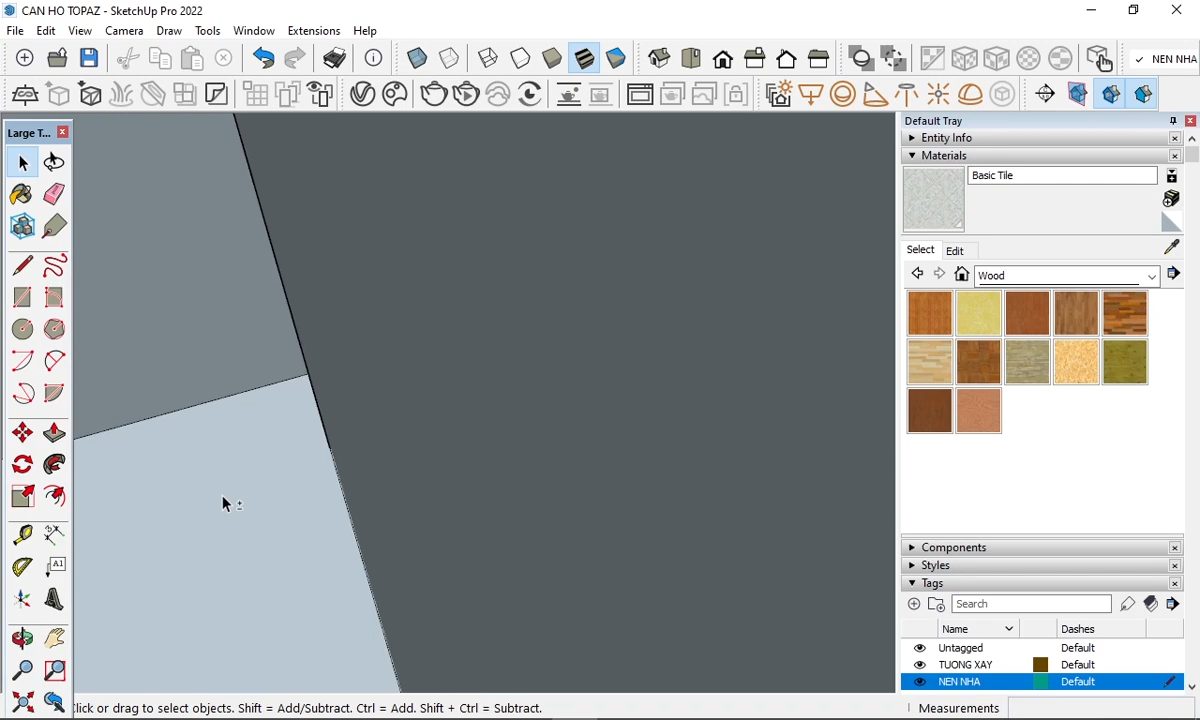 CAN HO TOPAZ - SketchUp Pro 2022
File Edit View Camera Draw Tools Window Extensions Help
NEN NHA
Large T...
Default Tray
Entity Info
Materials
Basic Tile
Select Edit
Wood
A1
Components
Styles
Tags
Search
Name Dashes
Untagged Default
TUONG XAY Default
NEN NHA Default
lick or drag to select objects. Shift = Add/Subtract. Ctrl = Add. Shift + Ctrl = Subtract.
Measurements